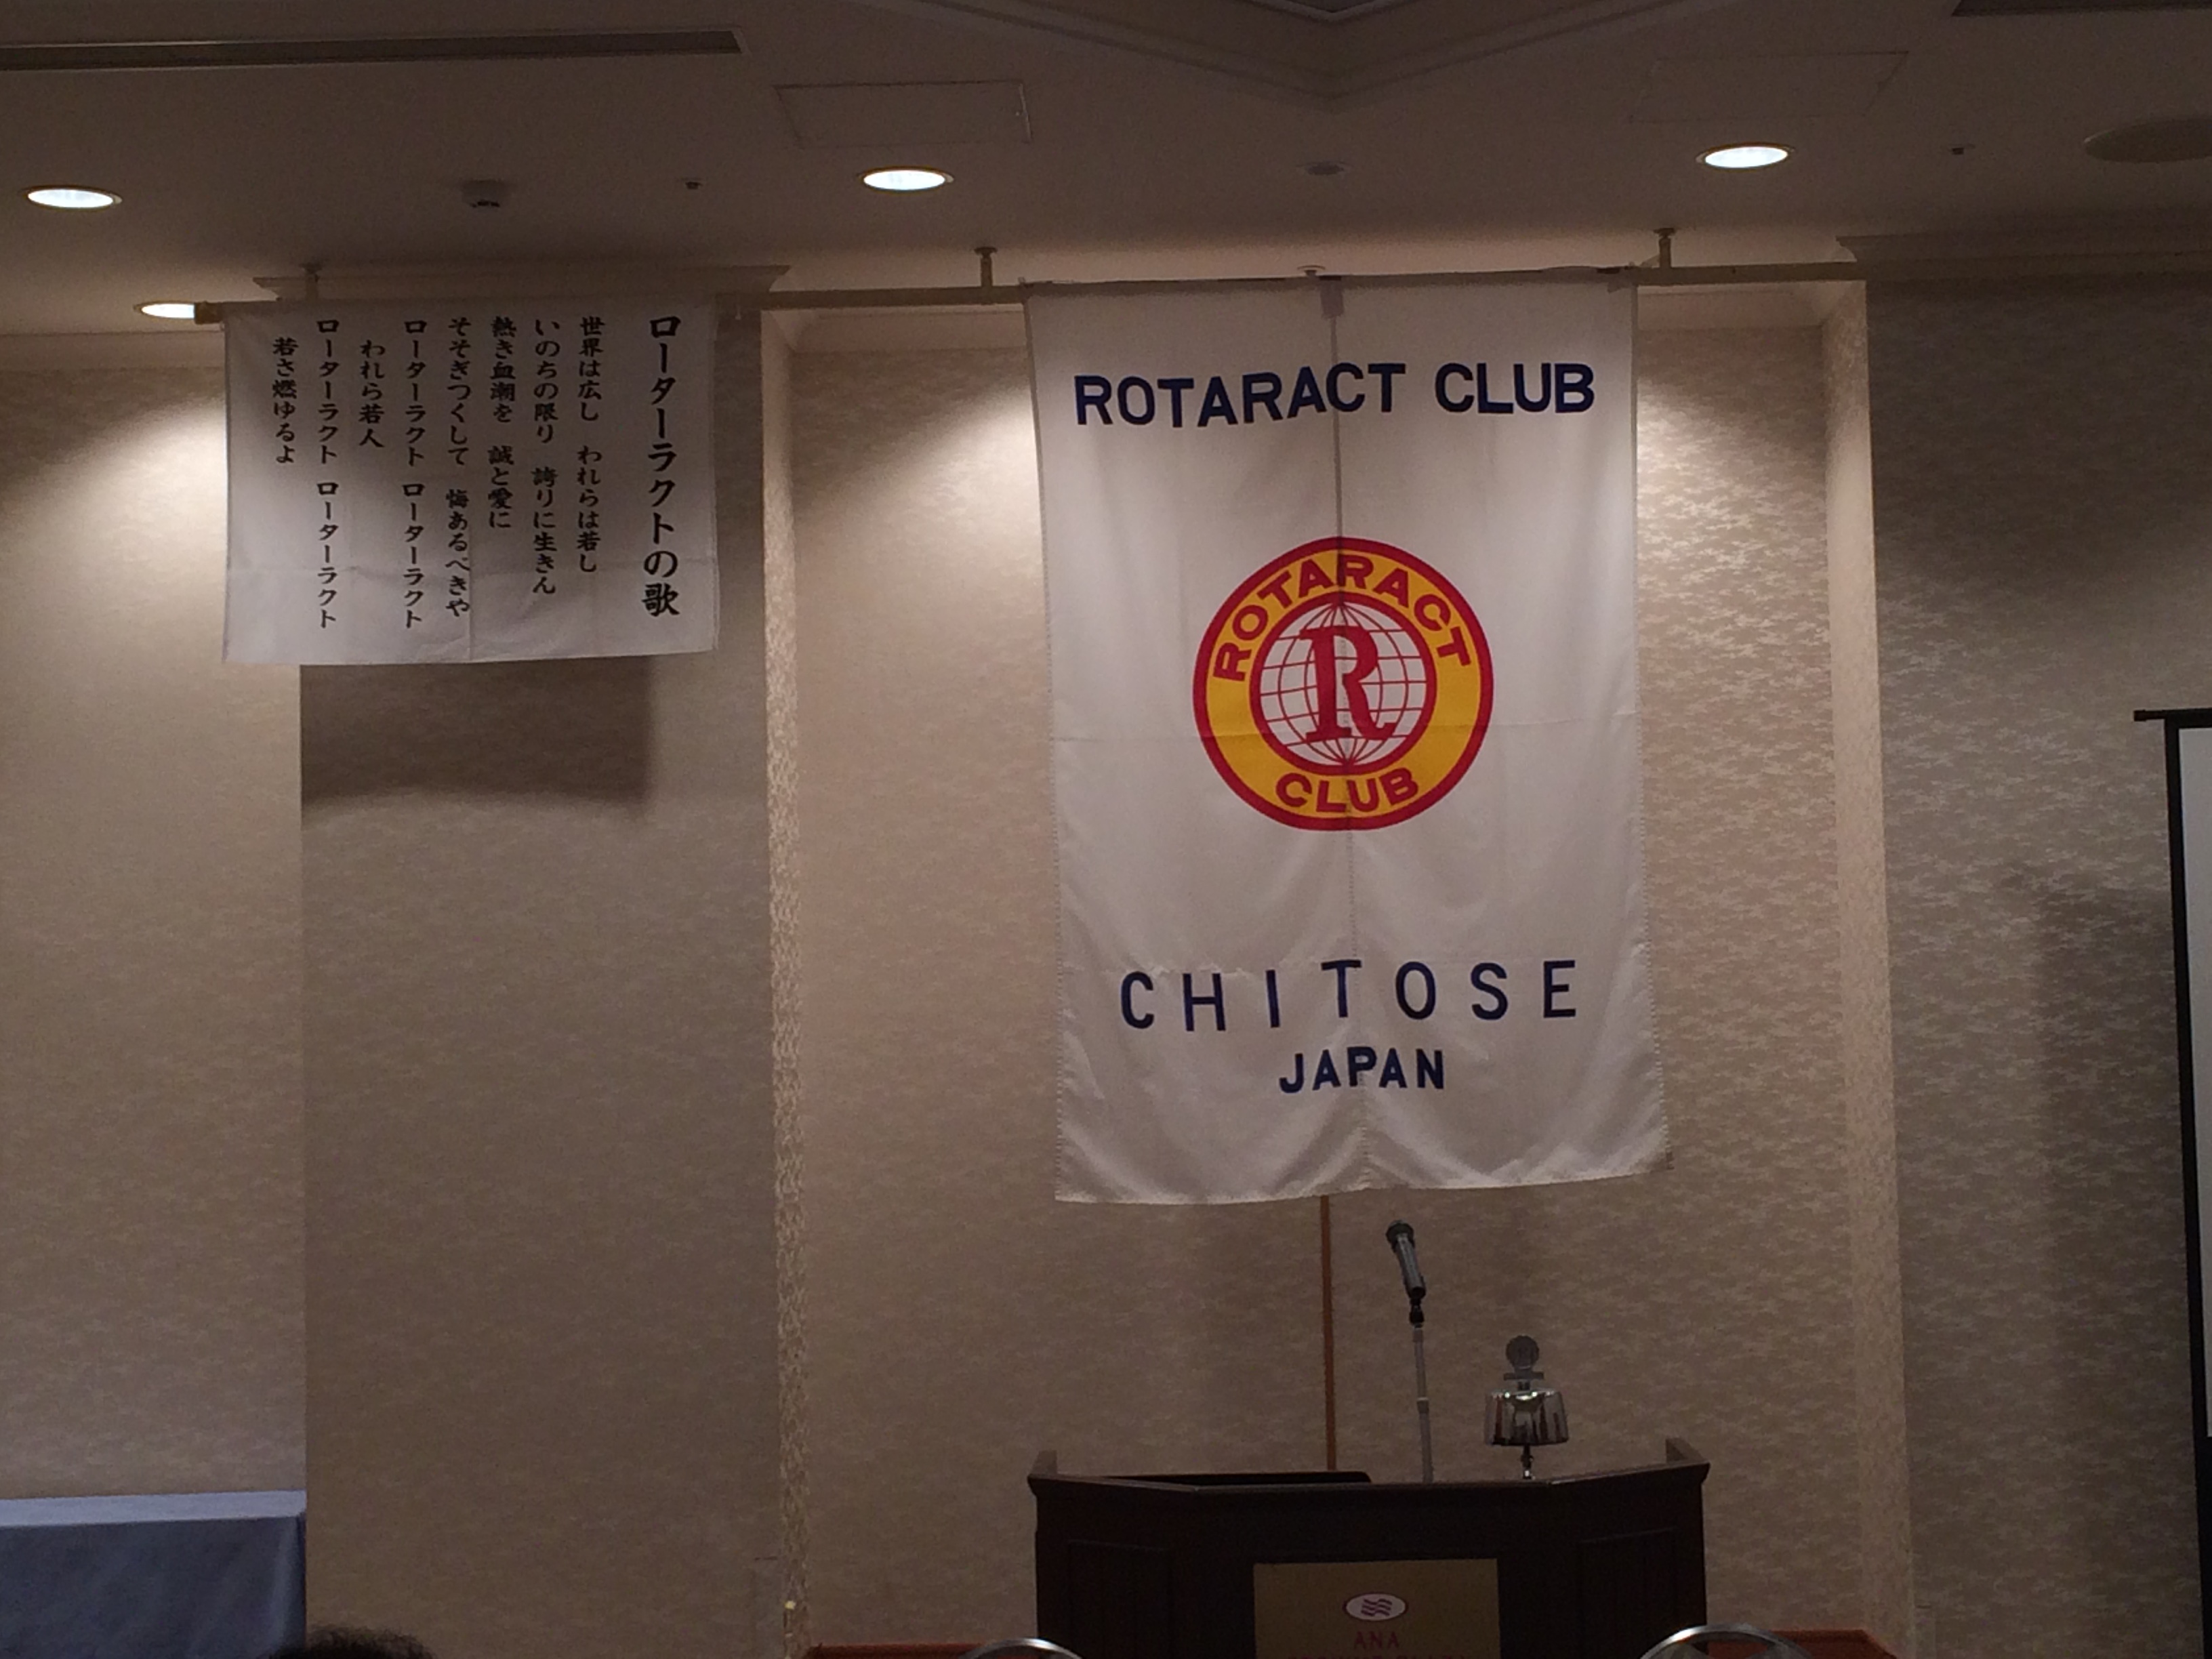 ローターラクトの歌
世界は広し われらは若し
いのちの限り 誇りに生きん
熱き血潮を 誠と愛に
そそぎつくして 悔あるべきや
ローターラクト ローターラクト
われら若人
ローターラクト ローターラクト
若さ燃ゆるよ
ROTARACT CLUB
ROTARACT
R
CLUB
CHITOSE
JAPAN
ANA